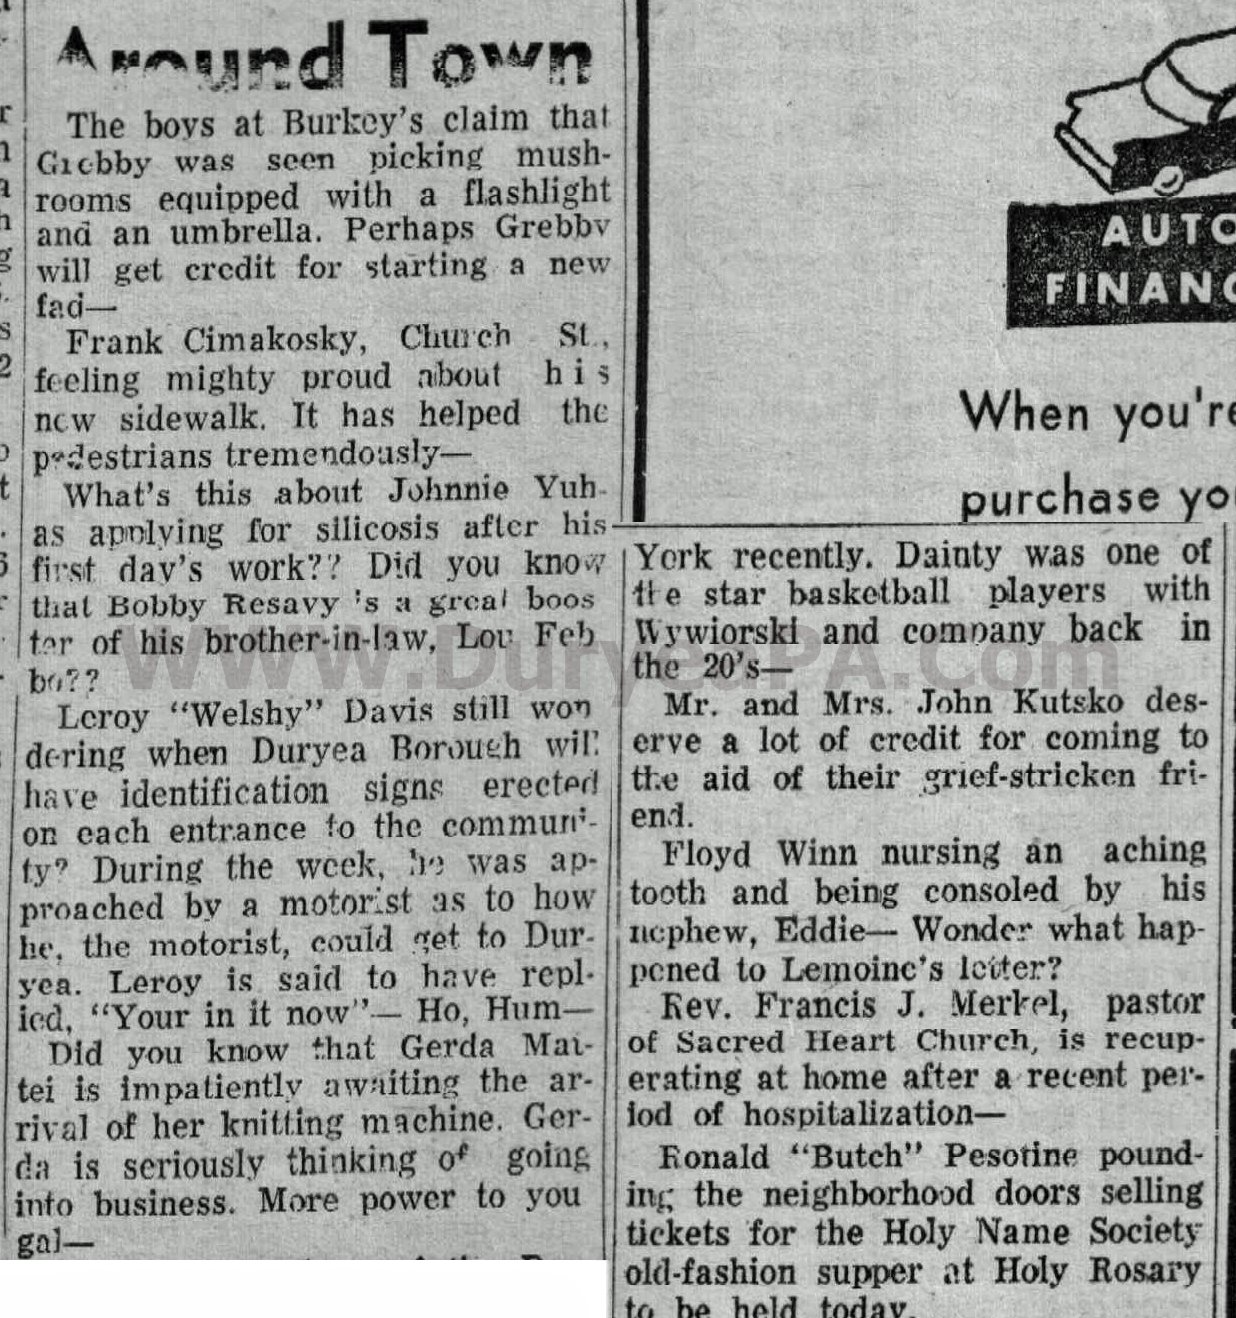 Around Town
The boys at Burkey's claim that
Grebby was seen picking mush-
rooms equipped with a flashlight
and an umbrella. Perhaps Grebby
will get credit for starting a new
fad—
Frank Cimakosky, Church St.,
feeling mighty proud about his
new sidewalk. It has helped the
pedestrians tremendously—
What's this about Johnnie Yuh-
as applying for silicosis after his
first day's work?? Did you know
that Bobby Resavy 's a great boos
ter of his brother-in-law, Lou Feb
bo??
Leroy "Welshy" Davis still won
dering when Duryea Borough will
have identification signs erected
on each entrance to the communi-
ty? During the week, he was ap-
proached by a motorist as to how
he, the motorist, could get to Dur-
yea. Leroy is said to have repl-
ied, "Your in it now"— Ho, Hum—
Did you know that Gerda Mat-
tei is impatiently awaiting the ar-
rival of her knitting machine. Ger-
da is seriously thinking of going
into business. More power to you
gal—
York recently. Dainty was one of
the star basketball players with
Wywiorski and company back in
the 20's—
Mr. and Mrs. John Kutsko des-
erve a lot of credit for coming to
the aid of their grief-stricken fri-
end.
Floyd Winn nursing an aching
tooth and being consoled by his
nephew, Eddie— Wonder what hap-
pened to Lemoine's letter?
Rev. Francis J. Merkel, pastor
of Sacred Heart Church, is recup-
erating at home after a recent per-
iod of hospitalization—
Ronald "Butch" Pesotine pound-
ing the neighborhood doors selling
tickets for the Holy Name Society
old-fashion supper at Holy Rosary
to be held today.
AUTO
FINANC
When you're
purchase yo
www.DuryeaPA.com